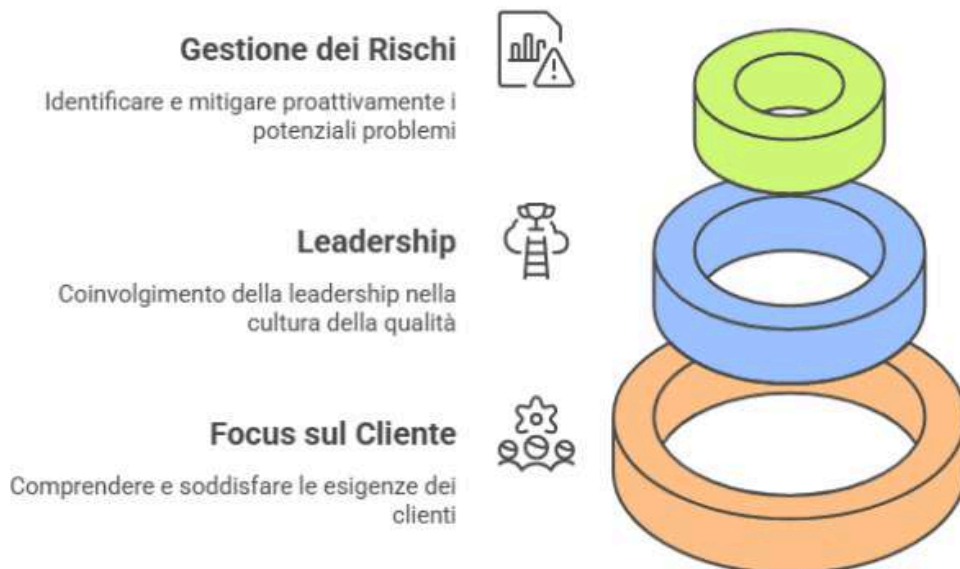 Gestione dei Rischi
Identificare e mitigare proattivamente i
potenziali problemi
Leadership
Coinvolgimento della leadership nella
cultura della qualità
Focus sul Cliente
Comprendere e soddisfare le esigenze dei
clienti